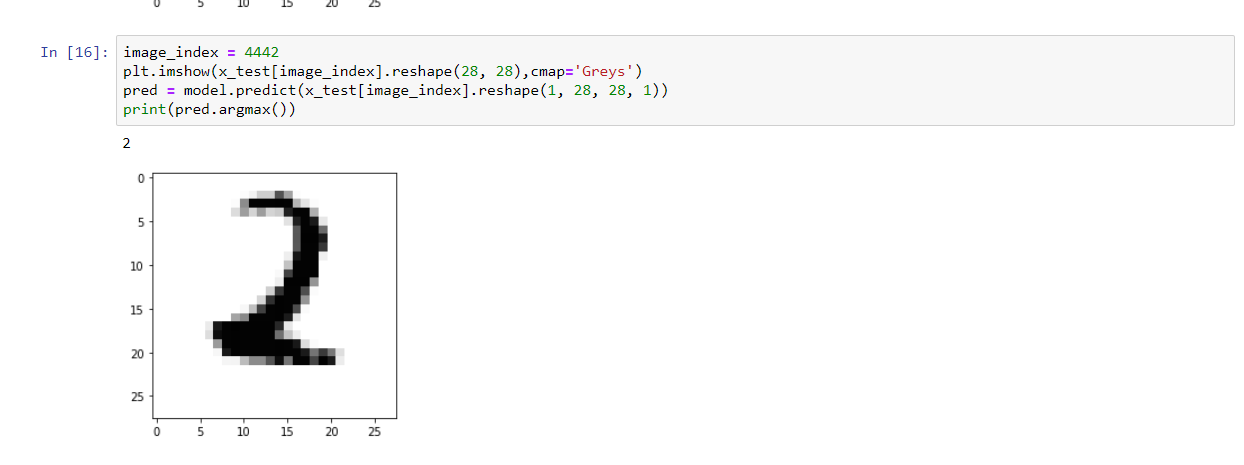 0 5 10 15 20 25
In [16]: image_index = 4442
plt.imshow(x_test[image_index].reshape(28, 28),cmap='Greys')
pred = model.predict(x_test[image_index].reshape(1, 28, 28, 1))
print(pred.argmax())
2
0
5
10
15
20
25
0 5 10 15 20 25
2